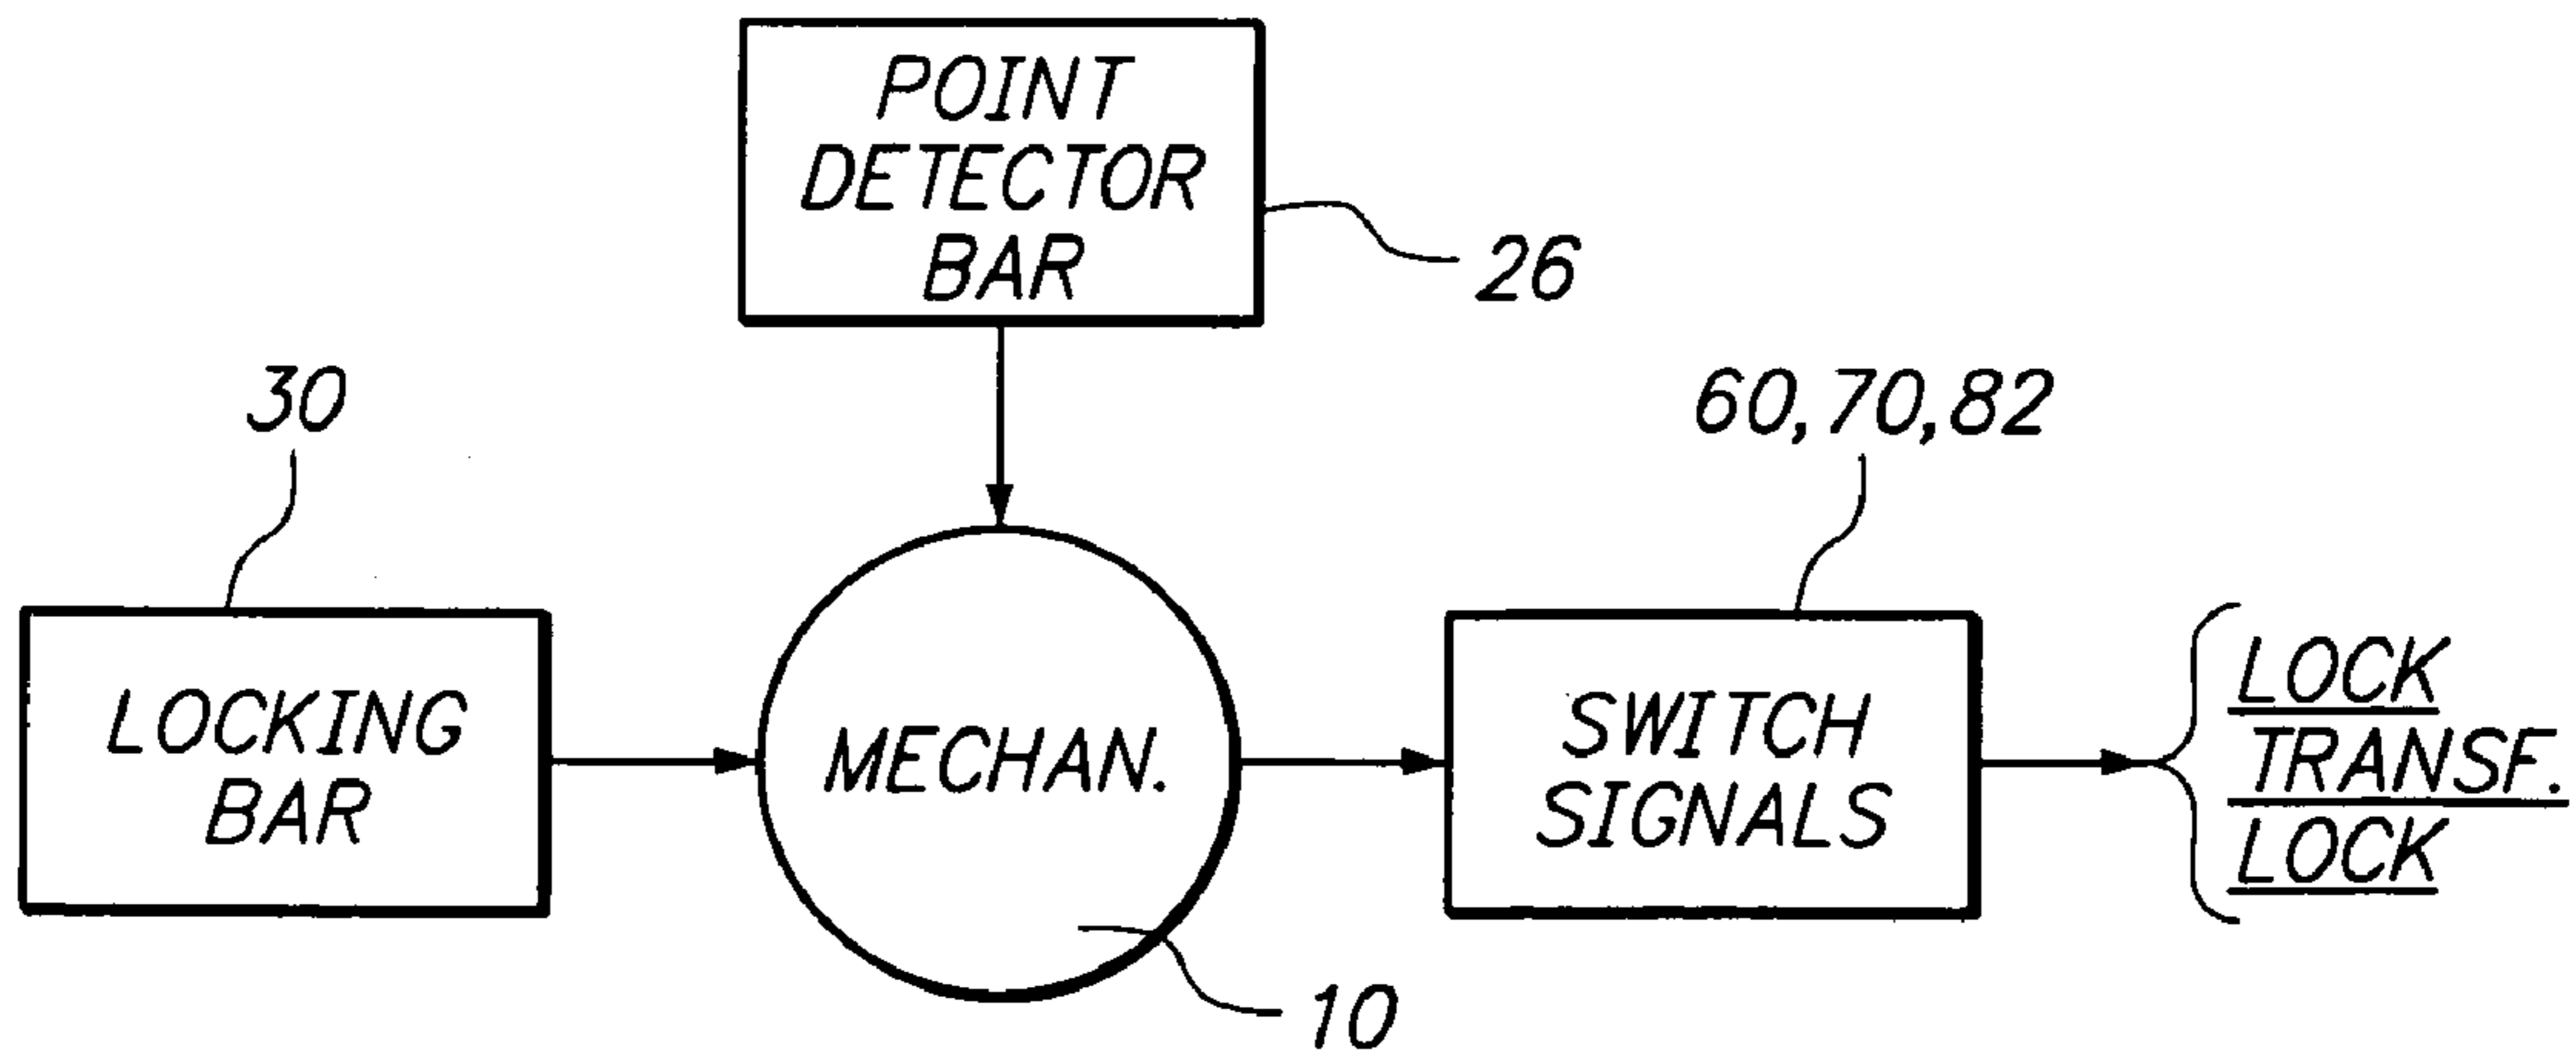 POINT
DETECTOR
BAR
26
30
60,70,82
LOCKING
BAR
MECHAN.
SWITCH
SIGNALS
LOCK
TRANSF.
LOCK
10